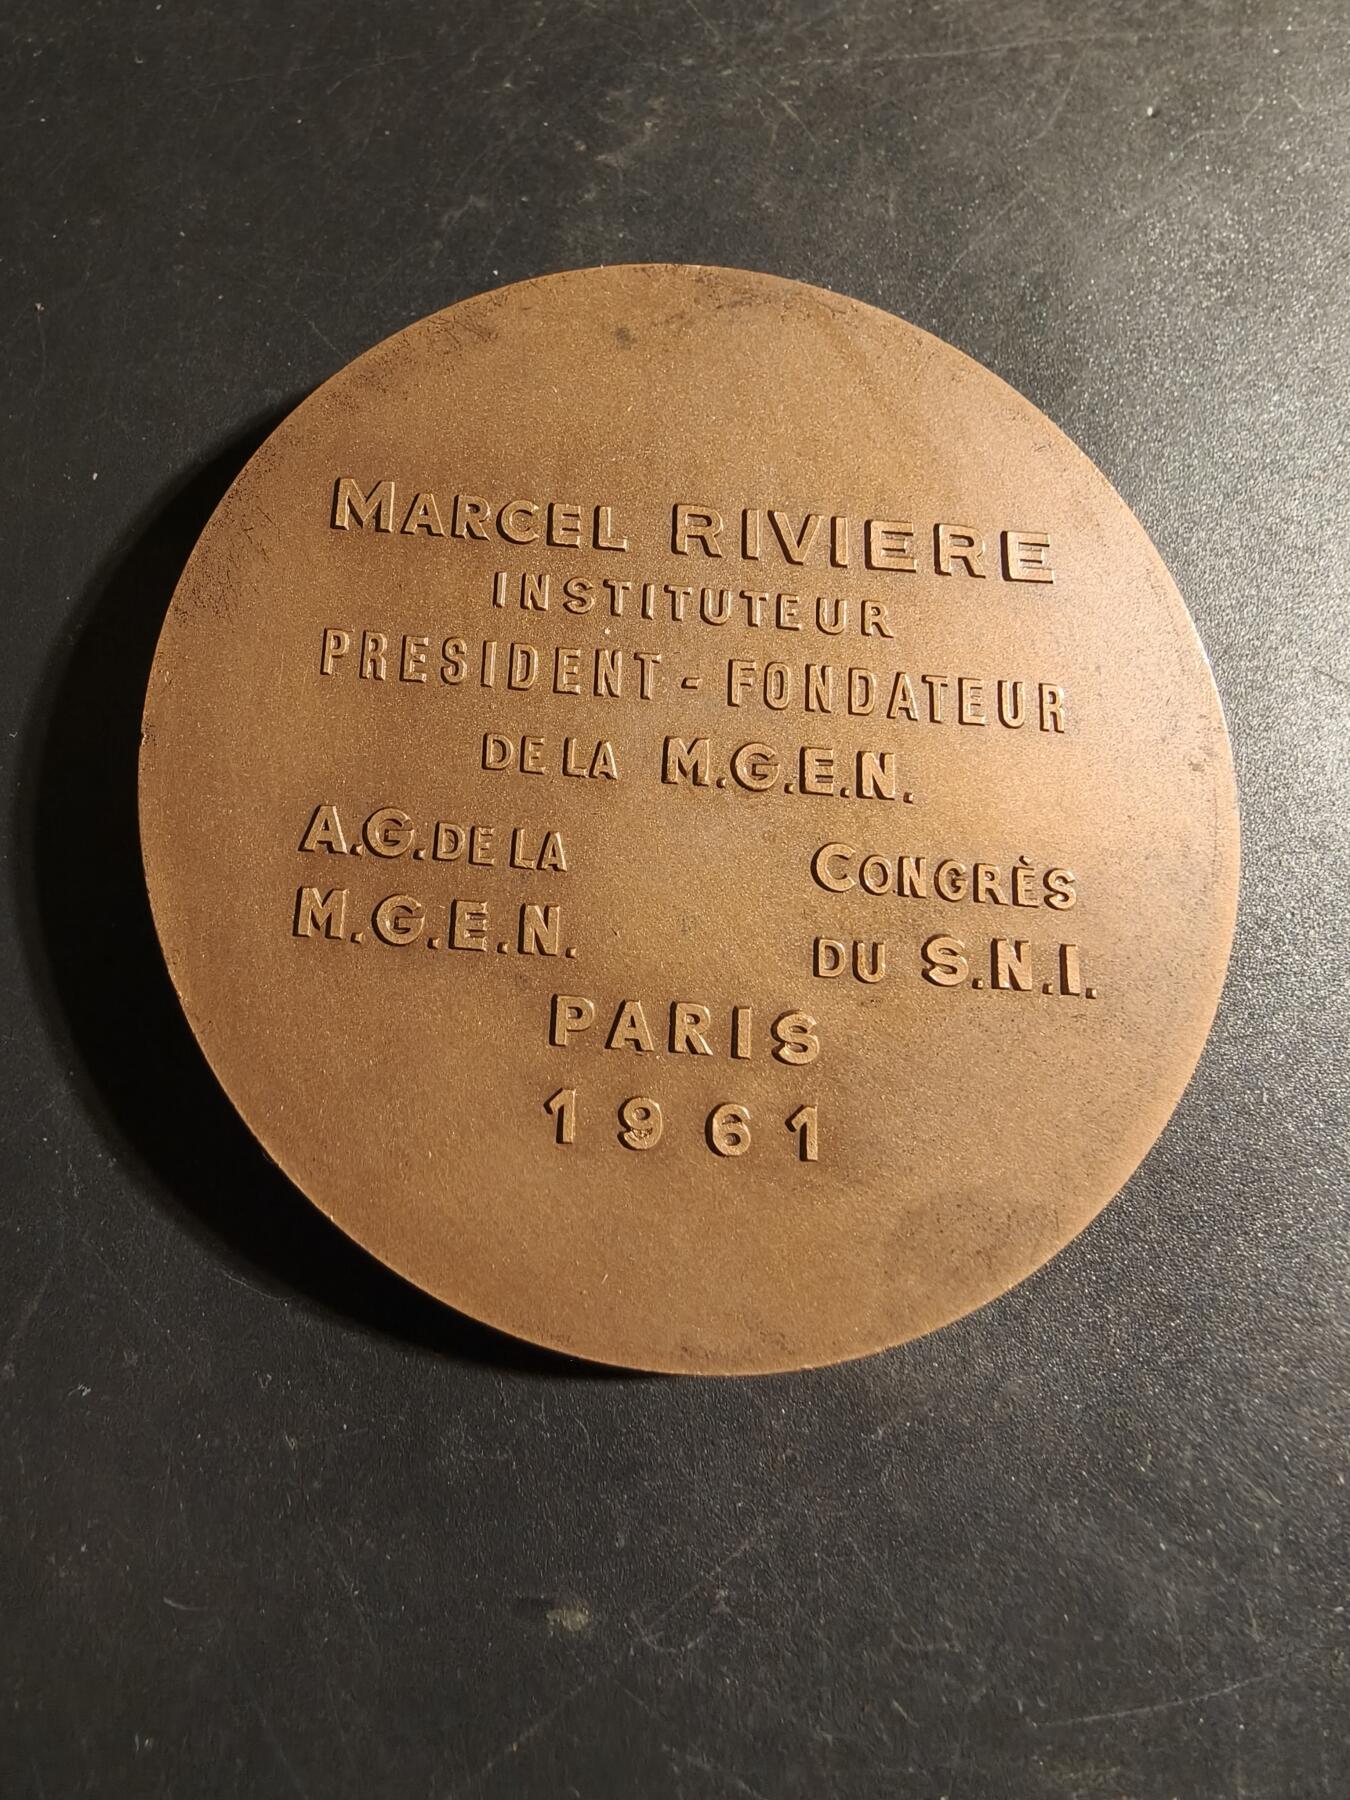 MARCEL RIVIERE
INSTITUTEUR
PRESIDENT - FONDATEUR
DE LA M.G.E.N.
A.G. DE LA
M.G.E.N.
CONGRÈS
DU S.N.I.
PARIS
1961